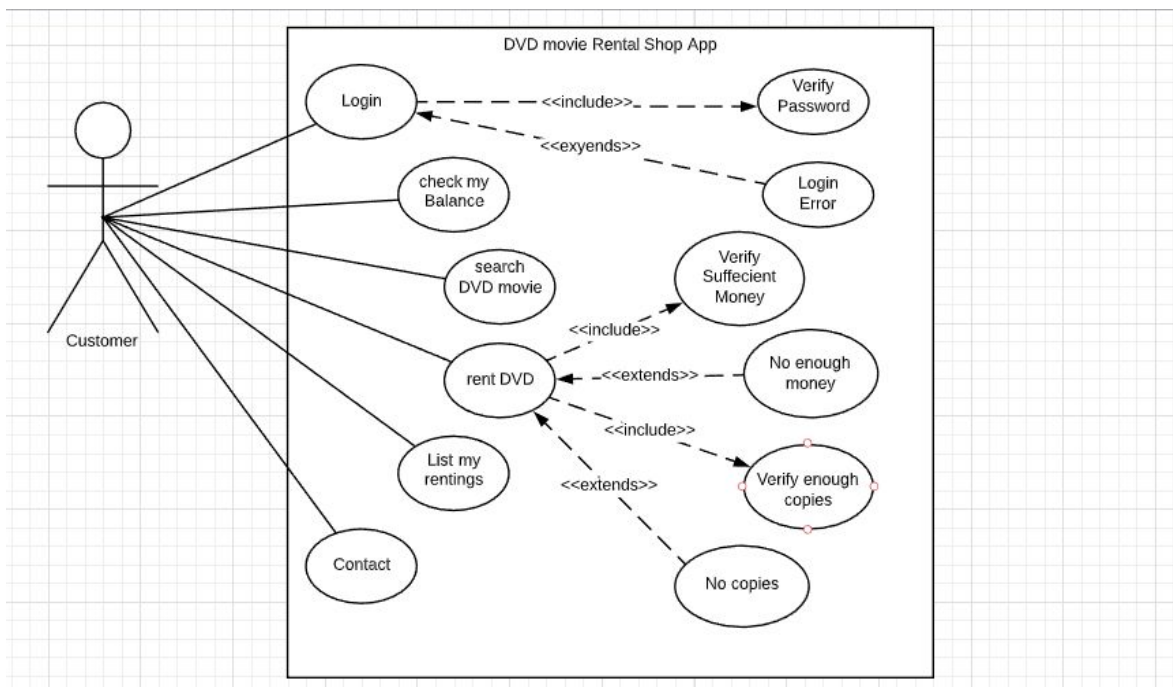 DVD movie Rental Shop App
Login
<<include>>
Verify
Password
<<exyends>>
Login
Error
check my
Balance
search
DVD movie
Verify
Suffecient
Money
<<include>>
Customer
rent DVD
<<extends>>
No enough
money
<<include>>
List my
rentings
<<extends>>
Verify enough
copies
Contact
No copies